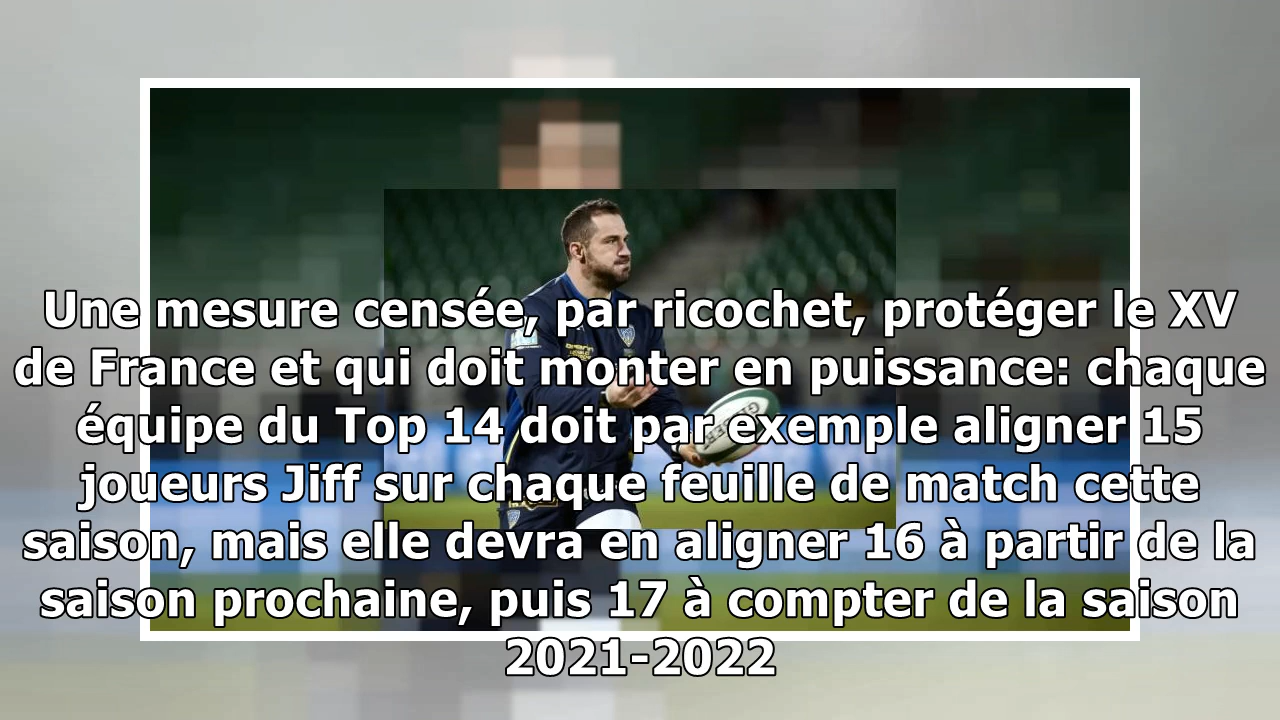 Une mesure censée, par ricochet, protéger le XV
de France et qui doit monter en puissance: chaque
équipe du Top 14 doit par exemple aligner 15
joueurs Jiff sur chaque feuille de match cette
saison, mais elle devra en aligner 16 à partir de la
saison prochaine, puis 17 à compter de la saison
2021-2022